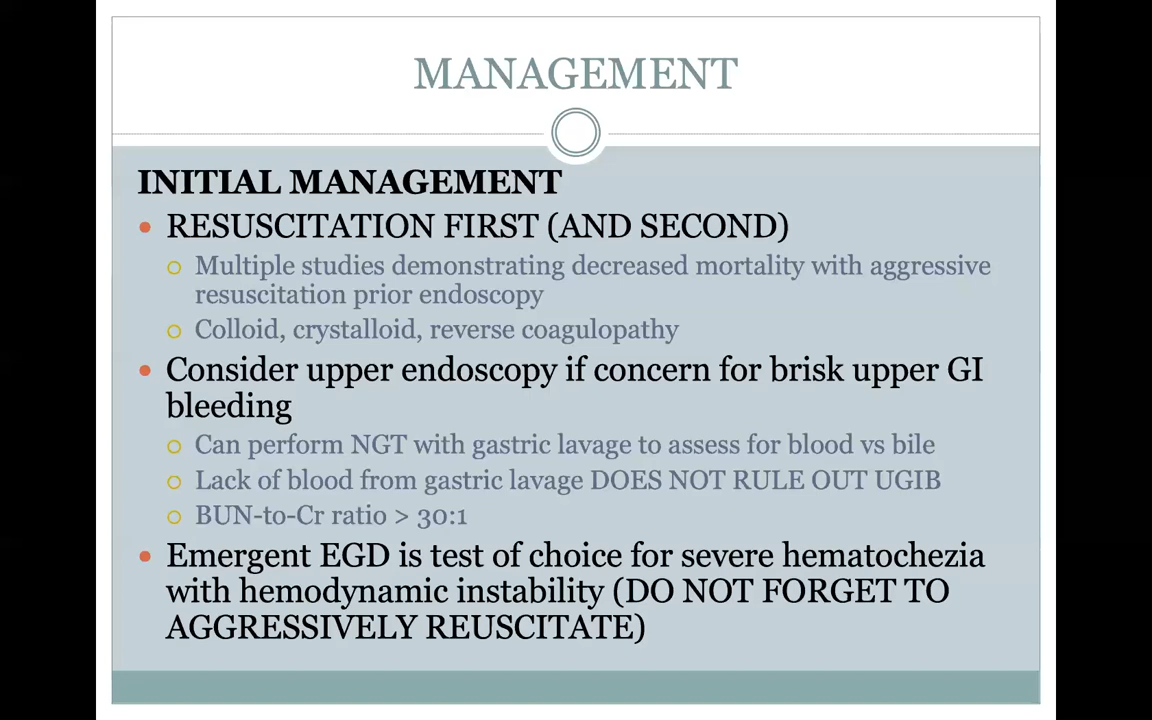 MANAGEMENT
INITIAL MANAGEMENT
• RESUSCITATION FIRST (AND SECOND)
○ Multiple studies demonstrating decreased mortality with aggressive
resuscitation prior endoscopy
○ Colloid, crystalloid, reverse coagulopathy
• Consider upper endoscopy if concern for brisk upper GI
bleeding
○ Can perform NGT with gastric lavage to assess for blood vs bile
○ Lack of blood from gastric lavage DOES NOT RULE OUT UGIB
○ BUN-to-Cr ratio > 30:1
• Emergent EGD is test of choice for severe hematochezia
with hemodynamic instability (DO NOT FORGET TO
AGGRESSIVELY REUSCITATE)